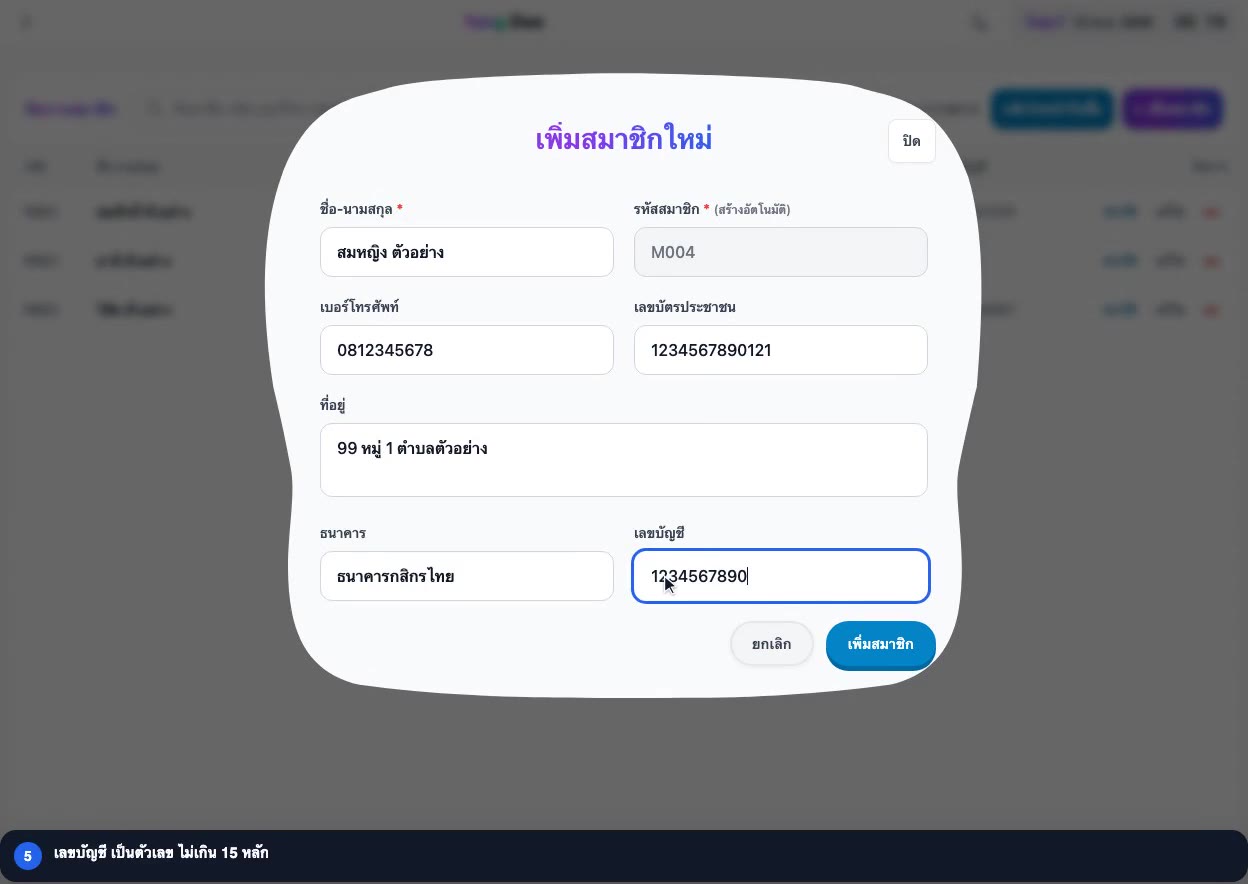 เพิ่มสมาชิกใหม่
ปิด
ชื่อ-นามสกุล *
รหัสสมาชิก * (สร้างอัตโนมัติ)
สมหญิง ตัวอย่าง
M004
เบอร์โทรศัพท์
เลขบัตรประชาชน
0812345678
1234567890121
ที่อยู่
99 หมู่ 1 ตำบลตัวอย่าง
ธนาคาร
เลขบัญชี
ธนาคารกสิกรไทย
1234567890
ยกเลิก
เพิ่มสมาชิก
5 เลขบัญชี เป็นตัวเลข ไม่เกิน 15 หลัก